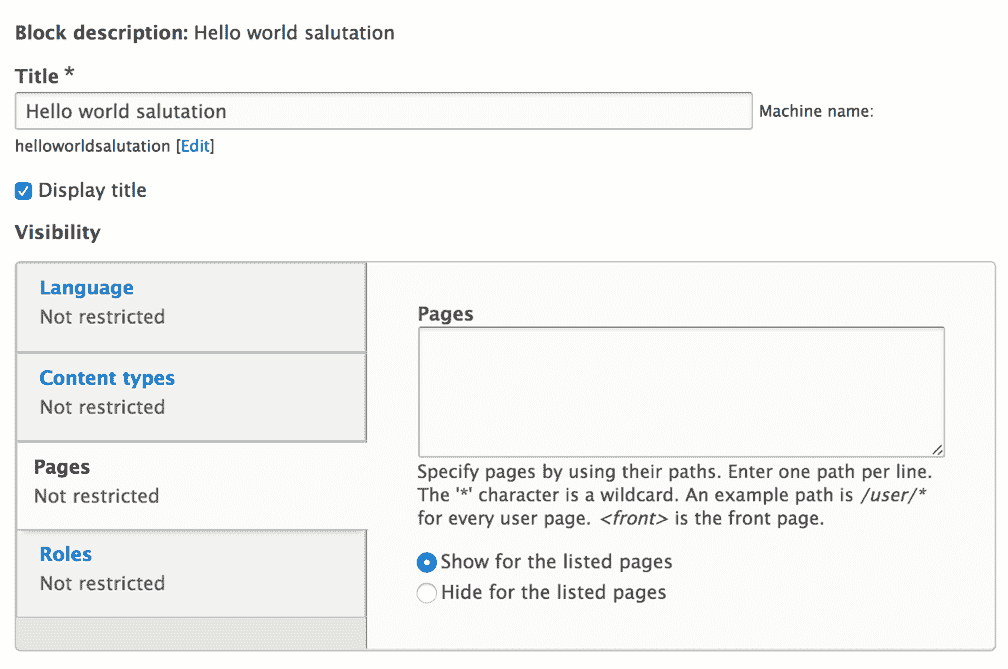 Block description: Hello world salutation
Title *
Hello world salutation Machine name:
helloworldsalutation [Edit]
Display title
Visibility
Language
Not restricted
Content types
Not restricted
Pages
Not restricted
Roles
Not restricted
Pages
Specify pages by using their paths. Enter one path per line.
The '*' character is a wildcard. An example path is /user/*
for every user page. <front> is the front page.
Show for the listed pages
Hide for the listed pages